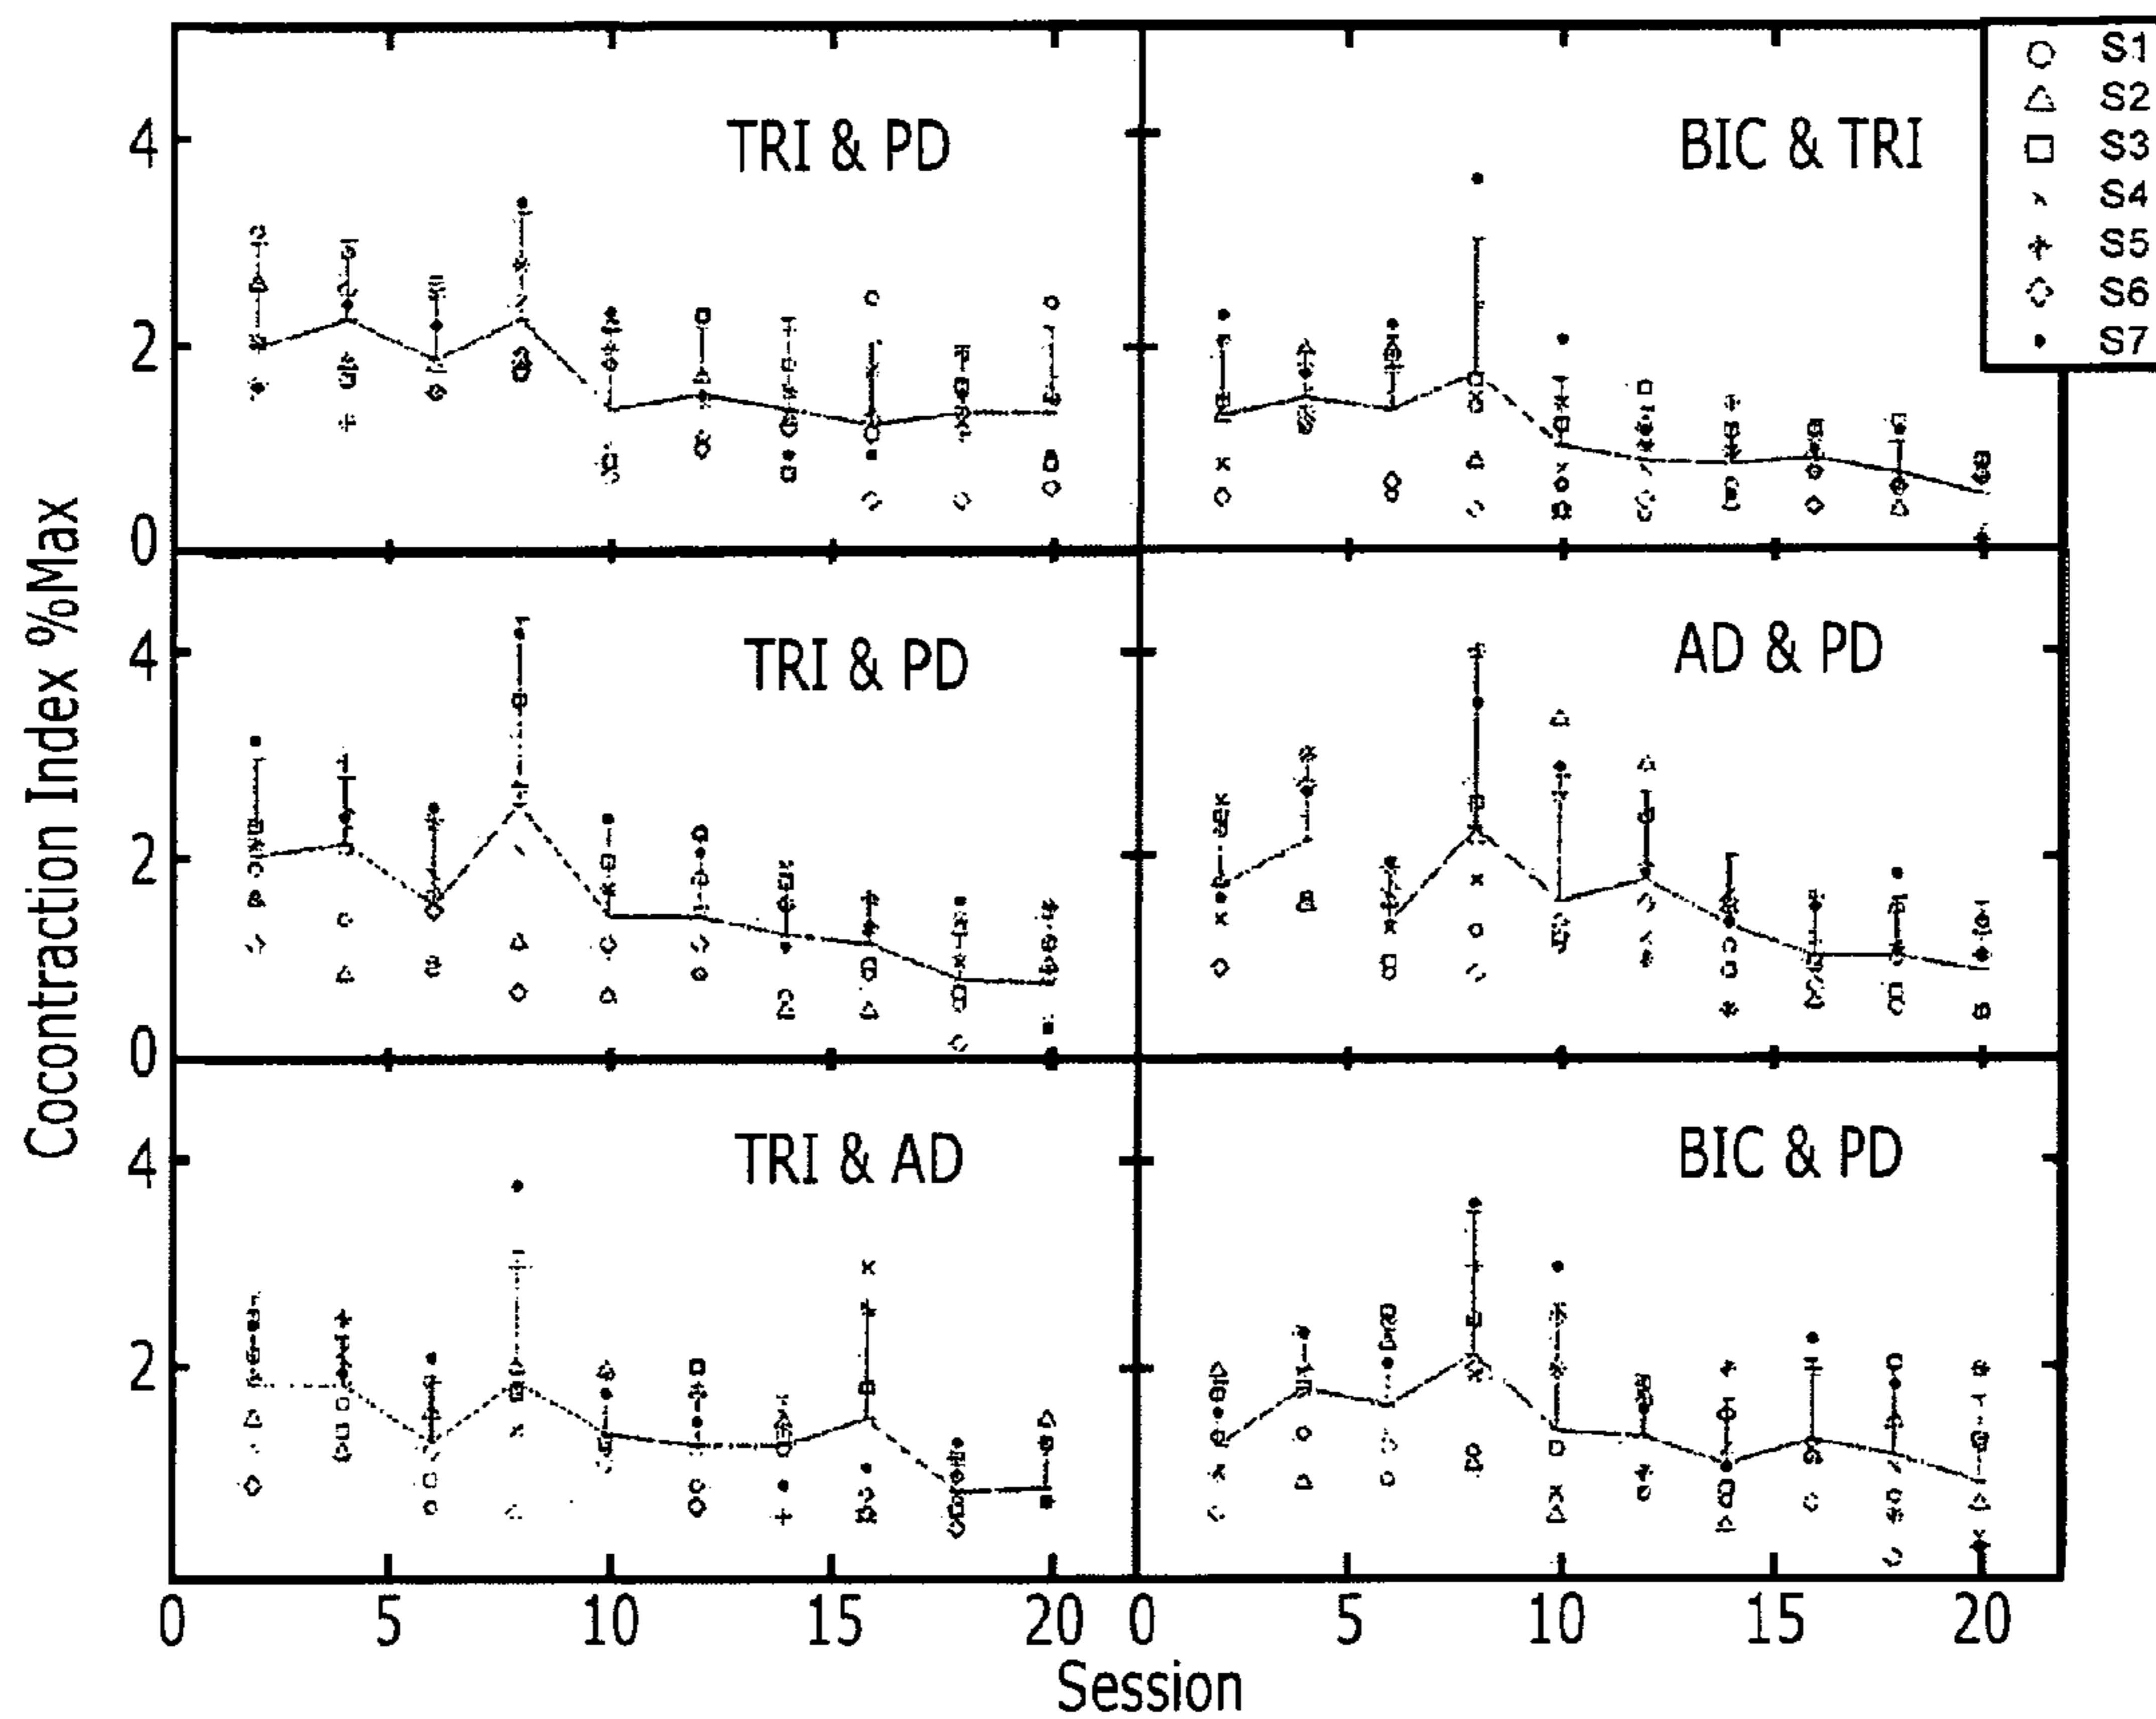 Cocontraction Index %Max
TRI & PD
4
2
0
BIC & TRI
S1
S2
S3
S4
S5
S6
S7
TRI & PD
4
2
0
AD & PD
TRI & AD
4
2
BIC & PD
0 5 10 15 20 0 5 10 15 20
Session